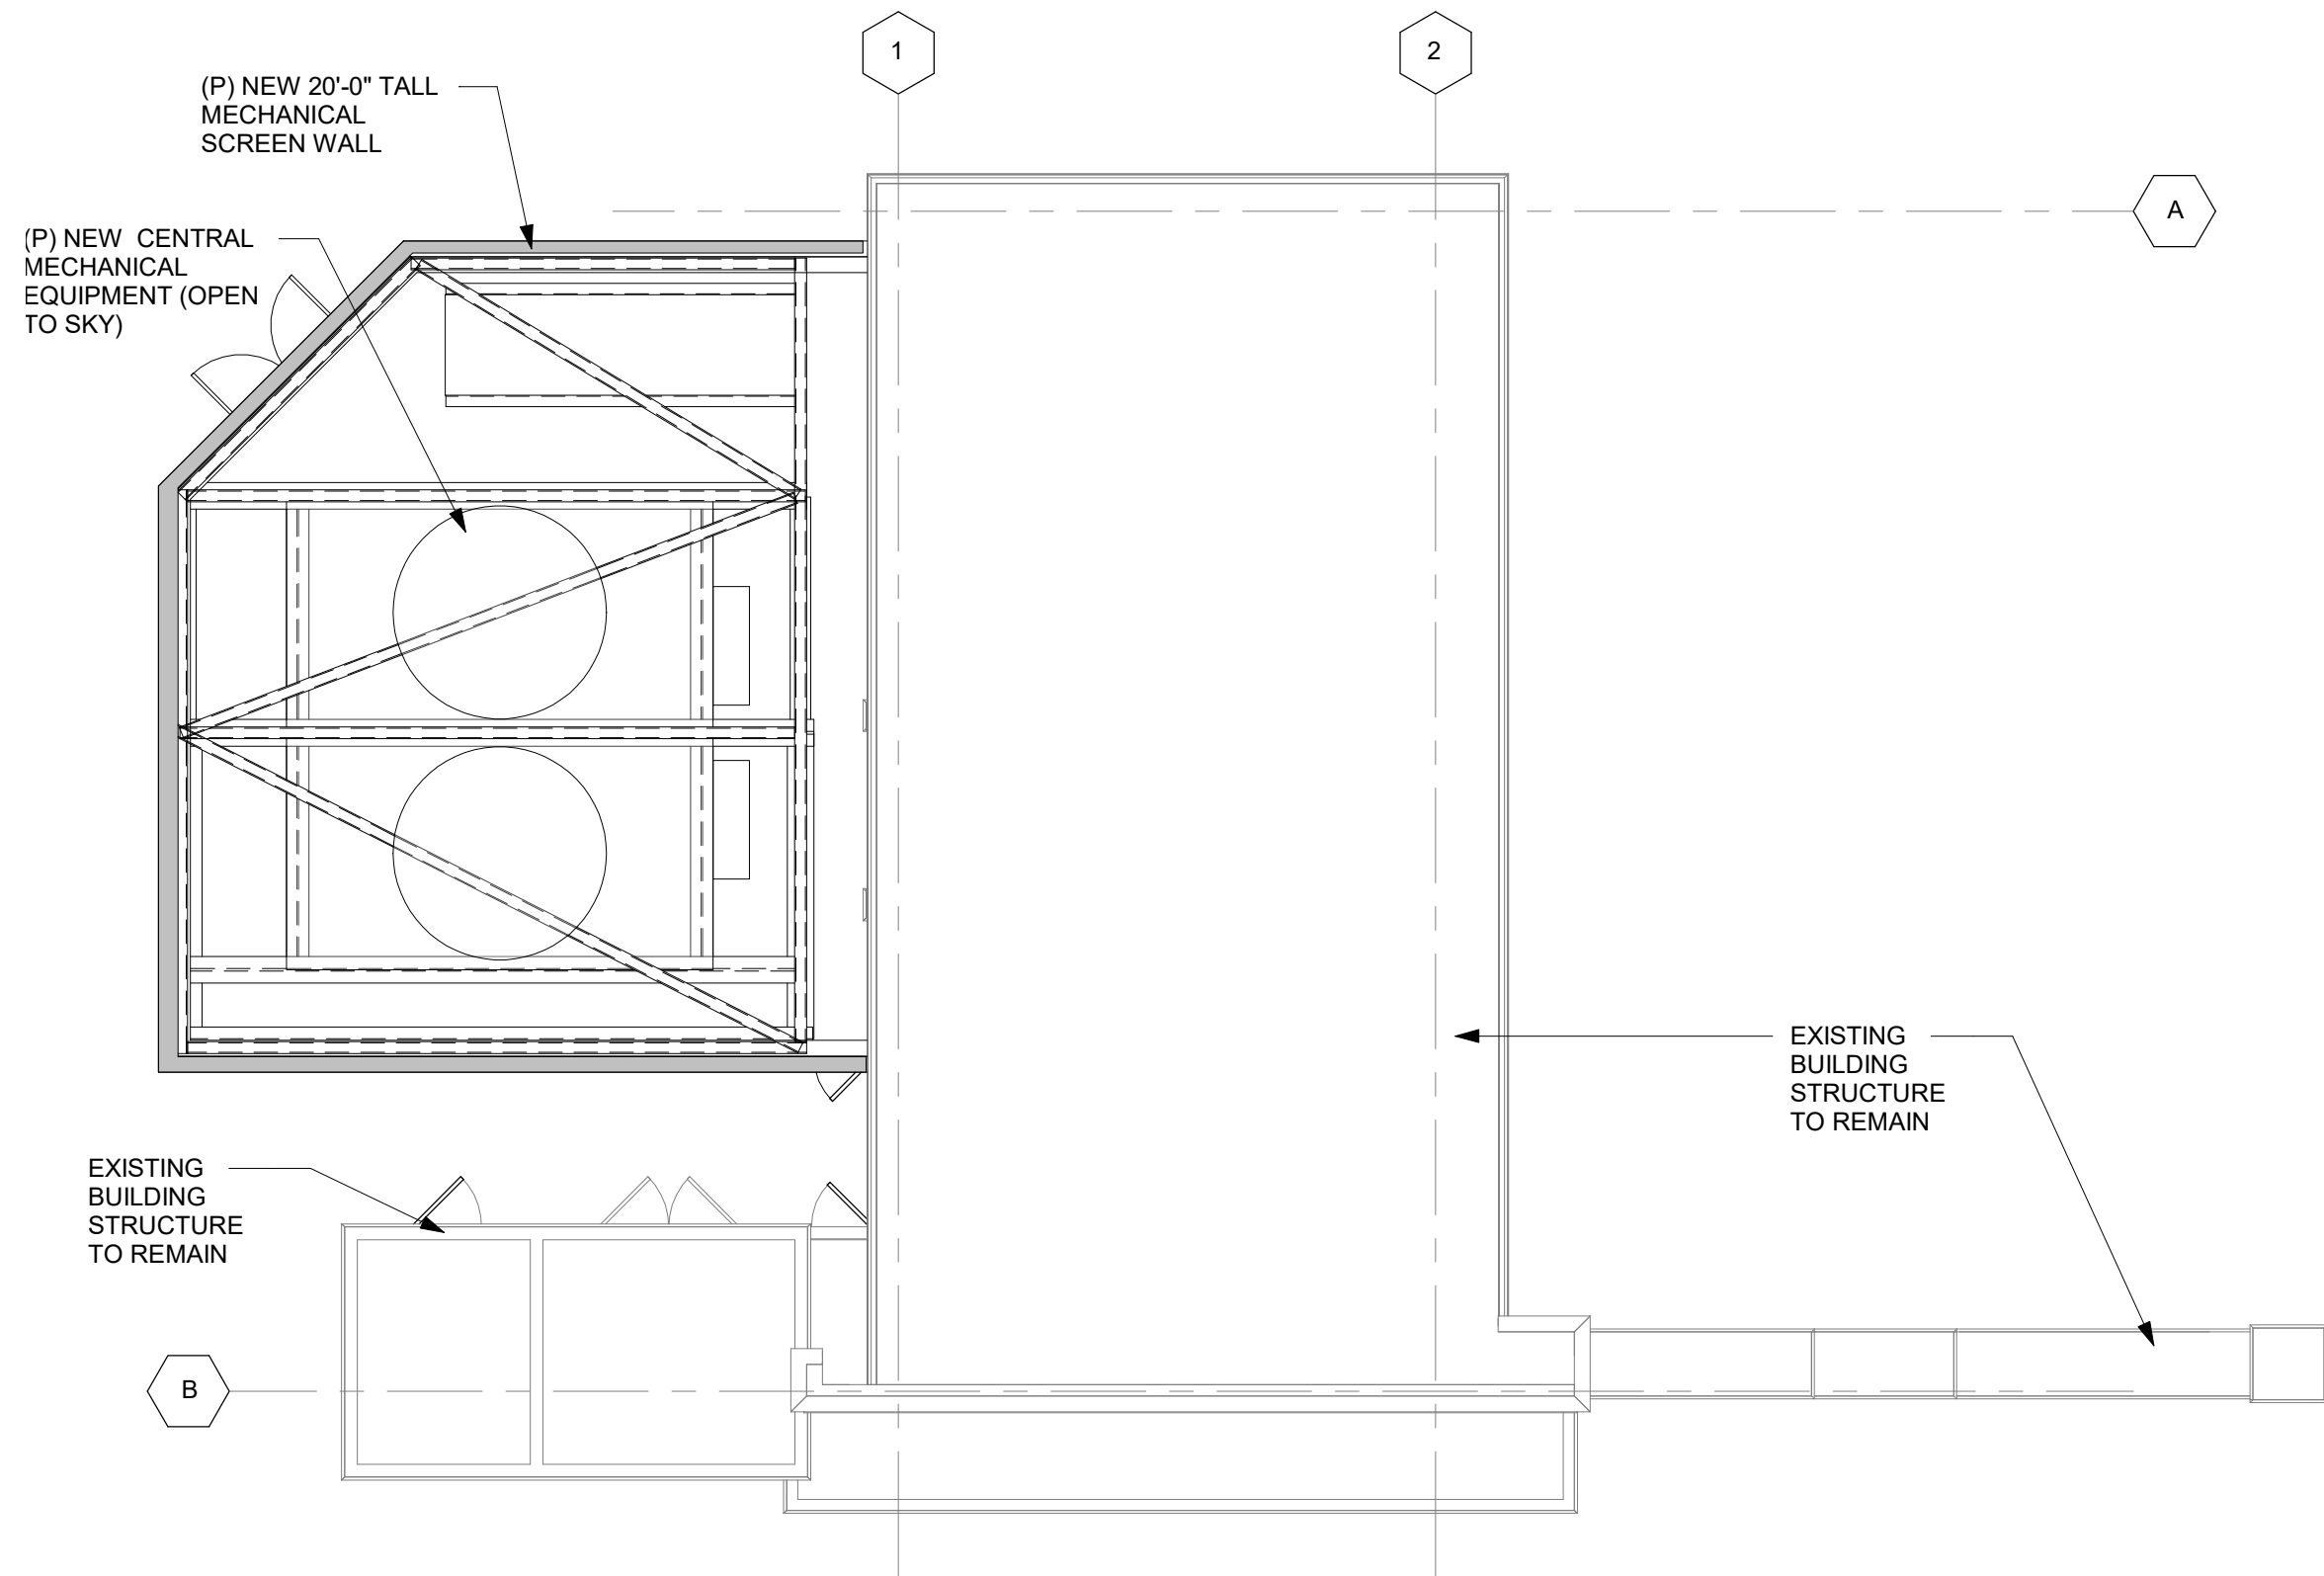 1
2
(P) NEW 20'-0" TALL
MECHANICAL
SCREEN WALL
A
(P) NEW  CENTRAL
MECHANICAL
EQUIPMENT (OPEN
TO SKY)
EXISTING
BUILDING
STRUCTURE
TO REMAIN
EXISTING
BUILDING
STRUCTURE
TO REMAIN
B